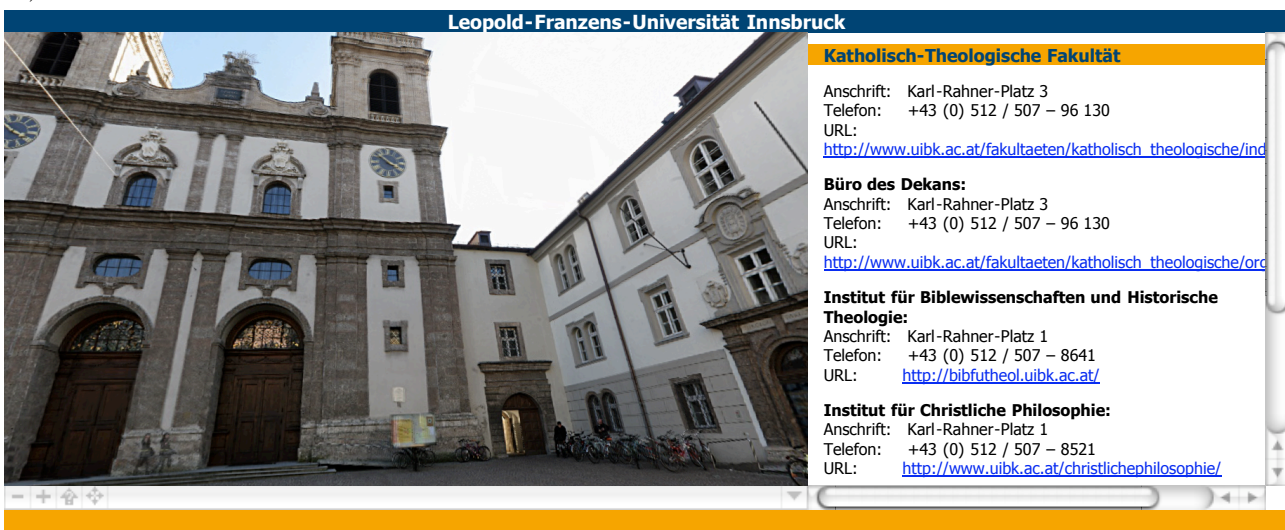 Leopold-Franzens-Universität Innsbruck
Katholisch-Theologische Fakultät
Anschrift: Karl-Rahner-Platz 3
Telefon: +43 (0) 512 / 507 – 96 130
URL:
http://www.uibk.ac.at/fakultaeten/katholisch_theologische/ind
Büro des Dekans:
Anschrift: Karl-Rahner-Platz 3
Telefon: +43 (0) 512 / 507 – 96 130
URL:
http://www.uibk.ac.at/fakultaeten/katholisch_theologische/ord
Institut für Biblewissenschaften und Historische
Theologie:
Anschrift: Karl-Rahner-Platz 1
Telefon: +43 (0) 512 / 507 – 8641
URL: http://bibfutheol.uibk.ac.at/
Institut für Christliche Philosophie:
Anschrift: Karl-Rahner-Platz 1
Telefon: +43 (0) 512 / 507 – 8521
URL: http://www.uibk.ac.at/christlichephilosophie/